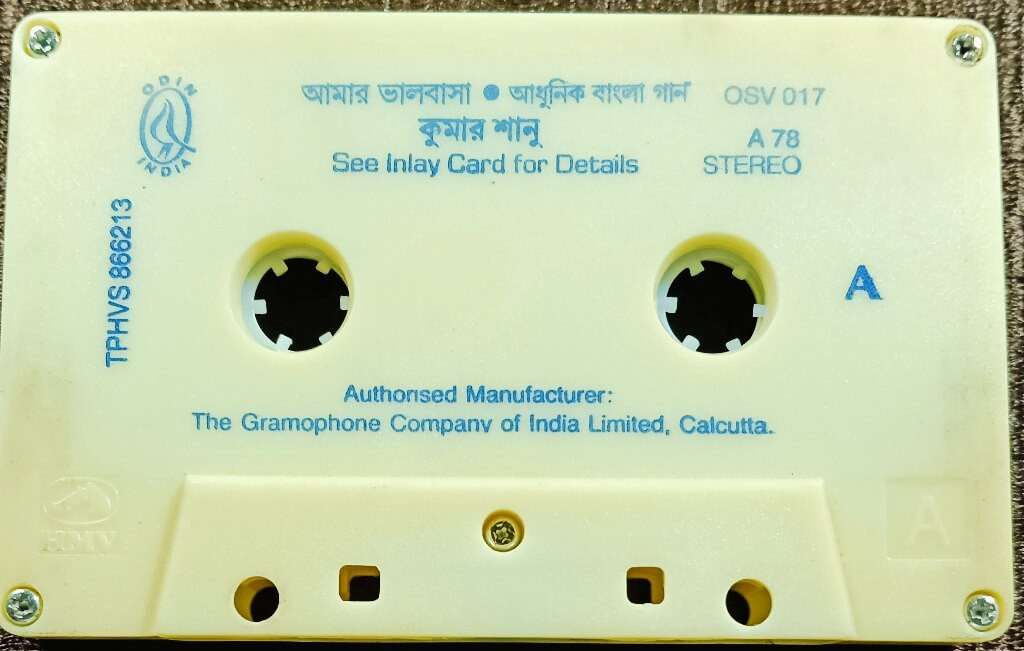 ODIN
INDIA
আমার ভালবাসা ● আধুনিক বাংলা গান OSV 017
কুমার শানু A 78
See Inlay Card for Details STEREO
TPHVS 866213
A
Authorised Manufacturer:
The Gramophone Company of India Limited, Calcutta.
HMV
A